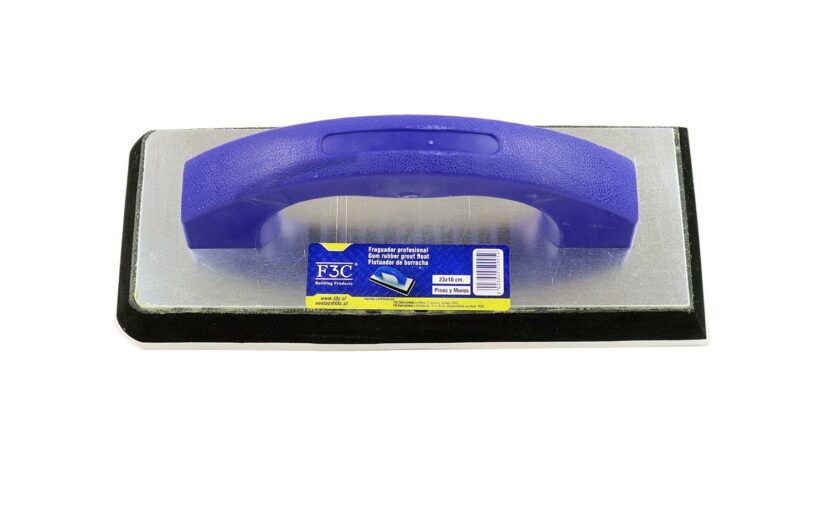 F3C
Building Products
www.f3c.cl
ventas@f3c.cl
Fraguador profesional
Gum rubber grout float
Flutuador de borracha
23x10 cm.
Pisos y Muros